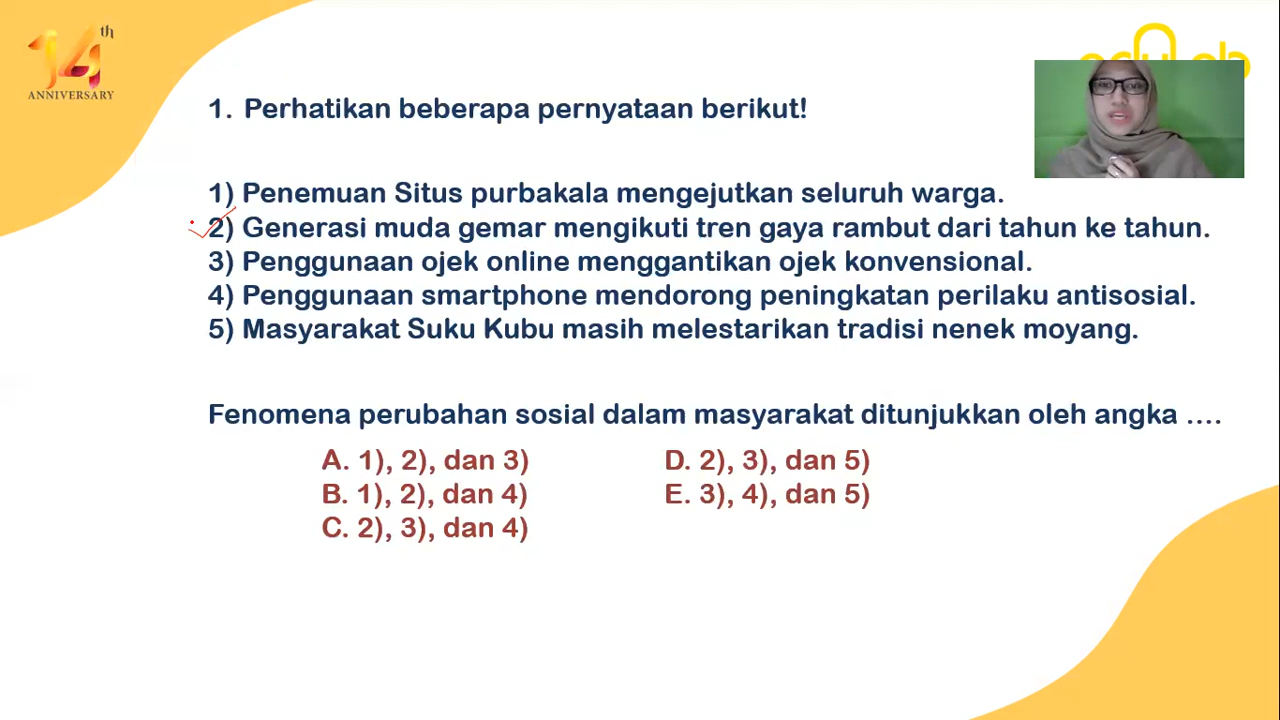 14th
ANNIVERSARY
1. Perhatikan beberapa pernyataan berikut!
1) Penemuan Situs purbakala mengejutkan seluruh warga.
2) Generasi muda gemar mengikuti tren gaya rambut dari tahun ke tahun.
3) Penggunaan ojek online menggantikan ojek konvensional.
4) Penggunaan smartphone mendorong peningkatan perilaku antisosial.
5) Masyarakat Suku Kubu masih melestarikan tradisi nenek moyang.
Fenomena perubahan sosial dalam masyarakat ditunjukkan oleh angka ....
A. 1), 2), dan 3)
B. 1), 2), dan 4)
C. 2), 3), dan 4)
D. 2), 3), dan 5)
E. 3), 4), dan 5)